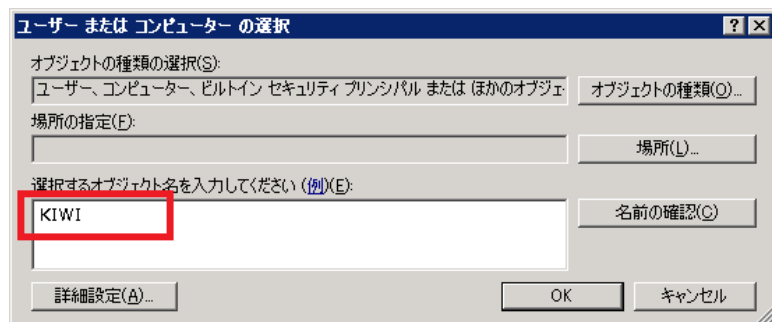 ユーザー または コンピューター の選択
オブジェクトの種類の選択(S):
ユーザー、コンピューター、ビルトイン セキュリティ プリンシパル または ほかのオブジェ
オブジェクトの種類(O)...
場所の指定(F):
場所(L)...
選択するオブジェクト名を入力してください (例)(E):
KIWI
名前の確認(C)
詳細設定(A)...
OK
キャンセル